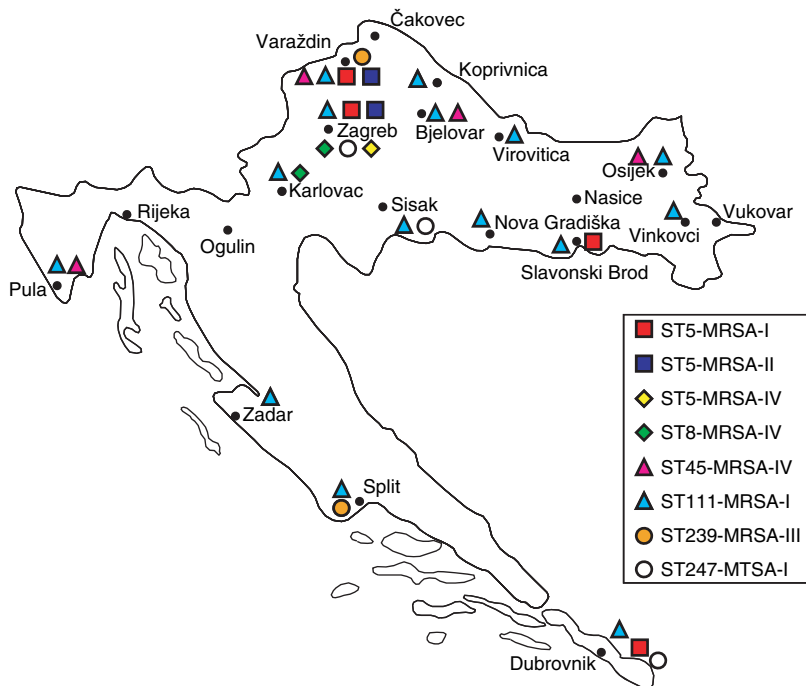 Čakovec
Varaždin
Koprivnica
Zagreb
Bjelovar
Virovitica
Osijek
Karlovac
Sisak
Nasice
Rijeka
Ogulin
Nova Gradiška
Vinkovci
Vukovar
Slavonski Brod
Pula
ST5-MRSA-I
ST5-MRSA-II
ST5-MRSA-IV
ST8-MRSA-IV
ST45-MRSA-IV
ST111-MRSA-I
ST239-MRSA-III
ST247-MTSA-I
Zadar
Split
Dubrovnik